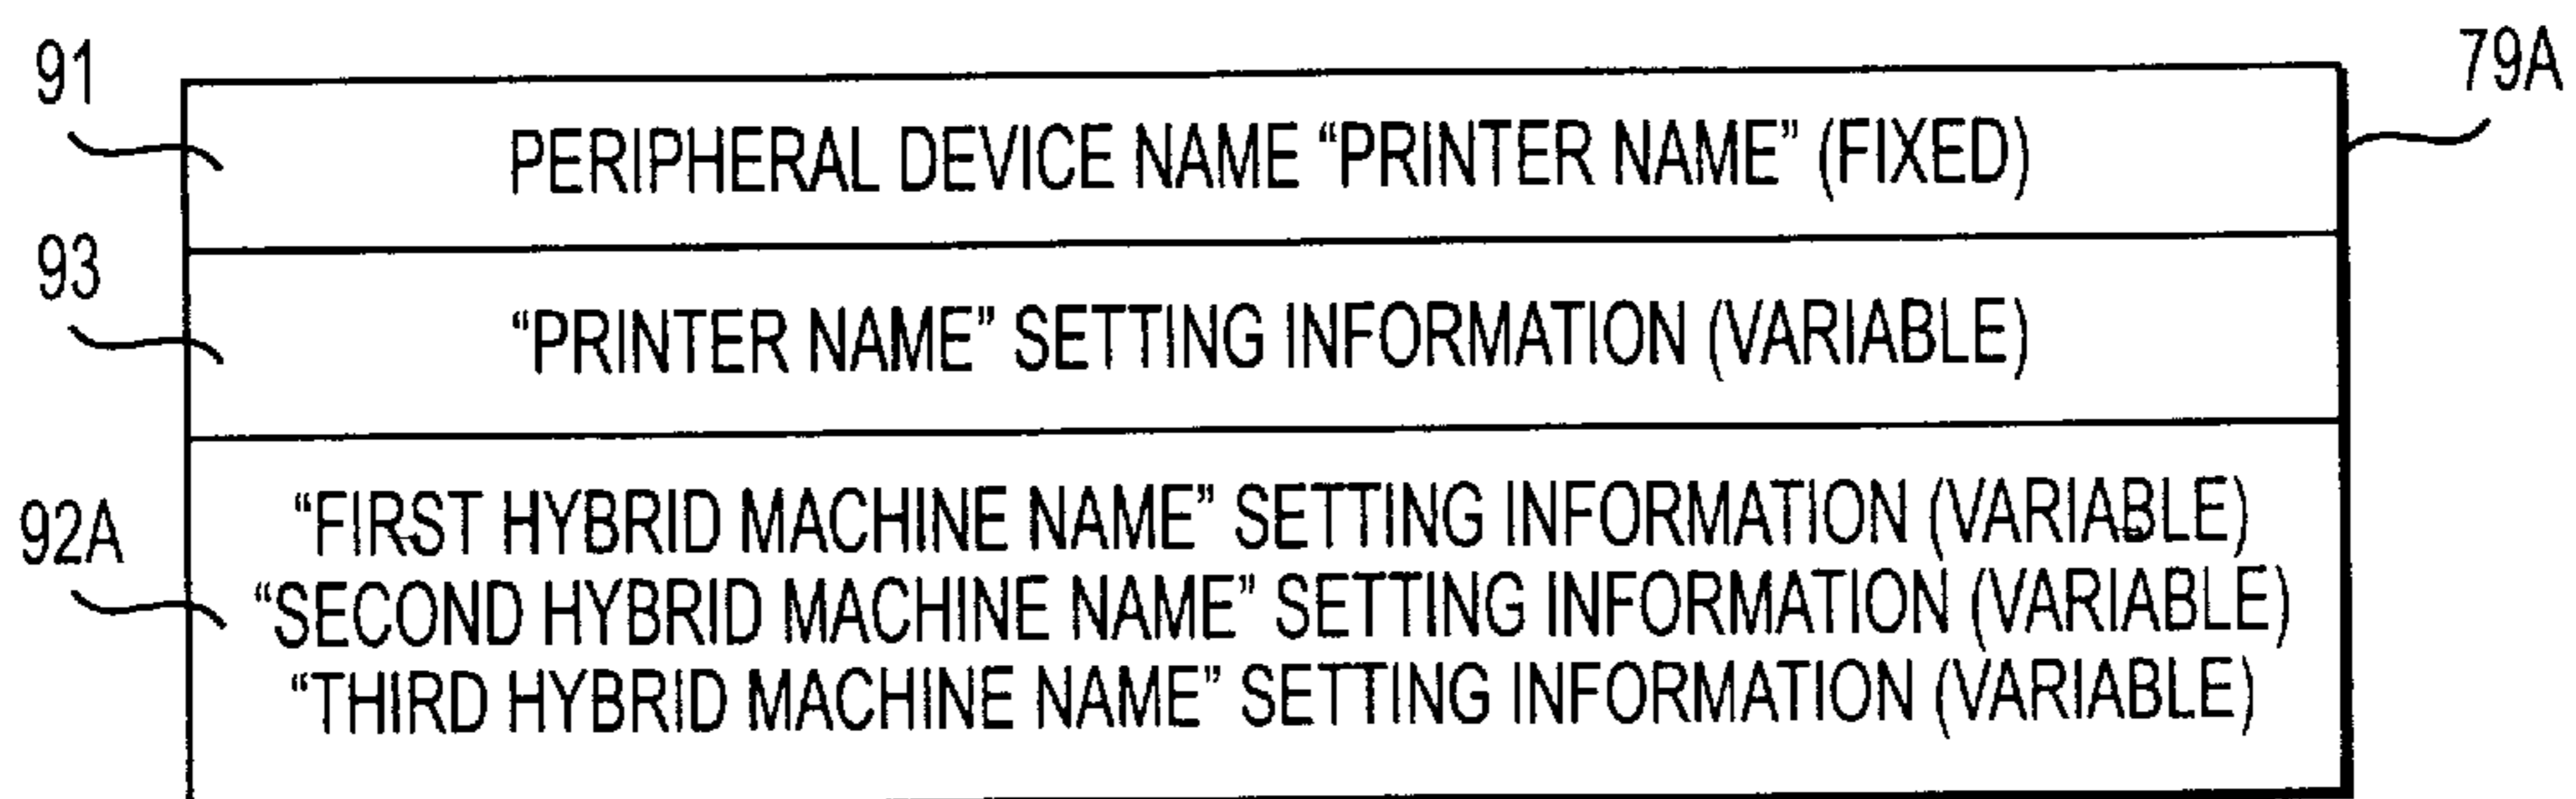 91
79A
PERIPHERAL DEVICE NAME “PRINTER NAME” (FIXED)
93
“PRINTER NAME” SETTING INFORMATION (VARIABLE)
92A
“FIRST HYBRID MACHINE NAME” SETTING INFORMATION (VARIABLE)
“SECOND HYBRID MACHINE NAME” SETTING INFORMATION (VARIABLE)
“THIRD HYBRID MACHINE NAME” SETTING INFORMATION (VARIABLE)